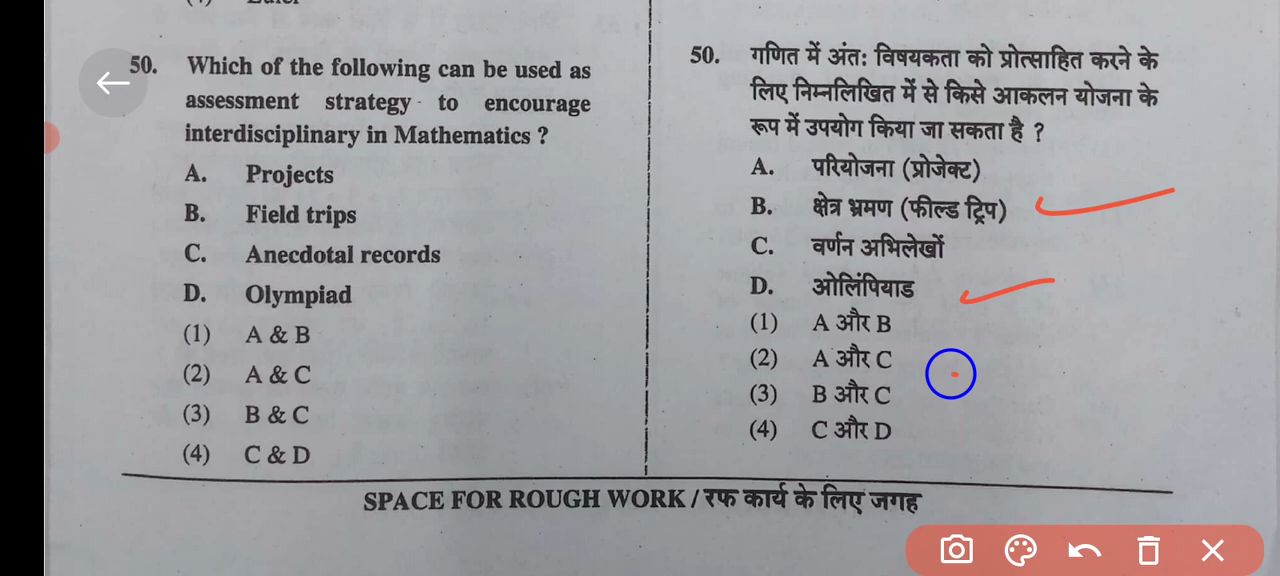 50. Which of the following can be used as
assessment strategy to encourage
interdisciplinary in Mathematics ?
A. Projects
B. Field trips
C. Anecdotal records
D. Olympiad
(1) A & B
(2) A & C
(3) B & C
(4) C & D
50. गणित में अंतः विषयकता को प्रोत्साहित करने के
लिए निम्नलिखित में से किसे आकलन योजना के
रूप में उपयोग किया जा सकता है ?
A. परियोजना (प्रोजेक्ट)
B. क्षेत्र भ्रमण (फील्ड ट्रिप)
C. वर्णन अभिलेखों
D. ओलिंपियाड
(1) A और B
(2) A और C
(3) B और C
(4) C और D
SPACE FOR ROUGH WORK / रफ कार्य के लिए जगह